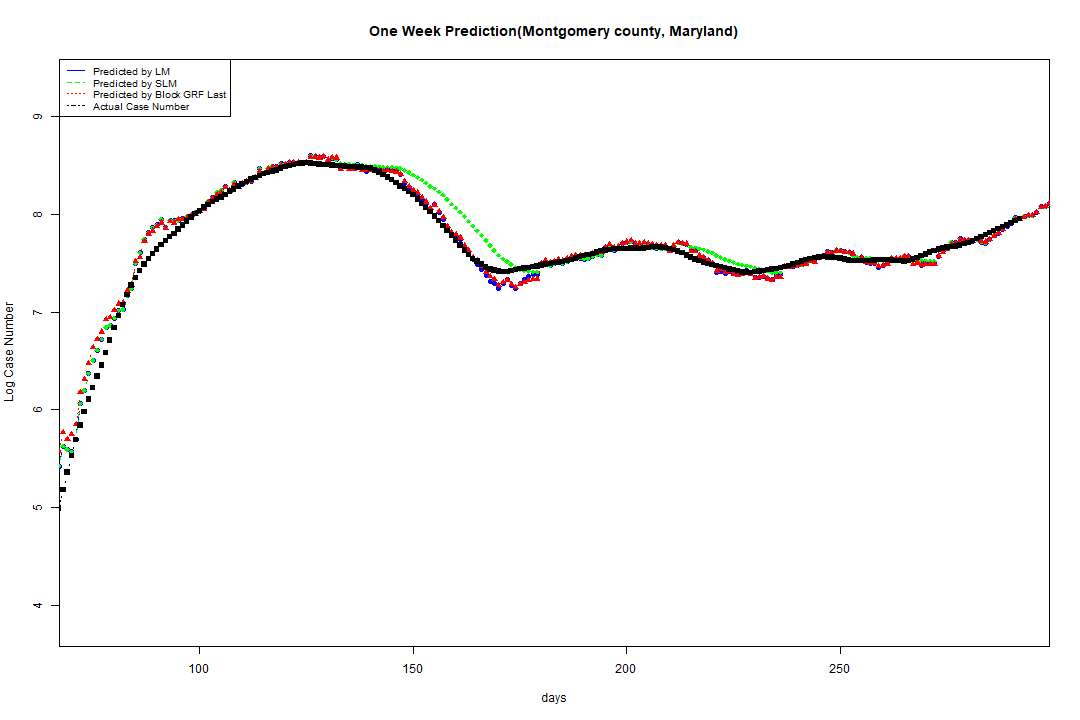 One Week Prediction(Montgomery county, Maryland)
Predicted by LM
Predicted by SLM
Predicted by Block GRF Last
Actual Case Number
9
8
7
6
5
4
Log Case Number
100 150 200 250
days